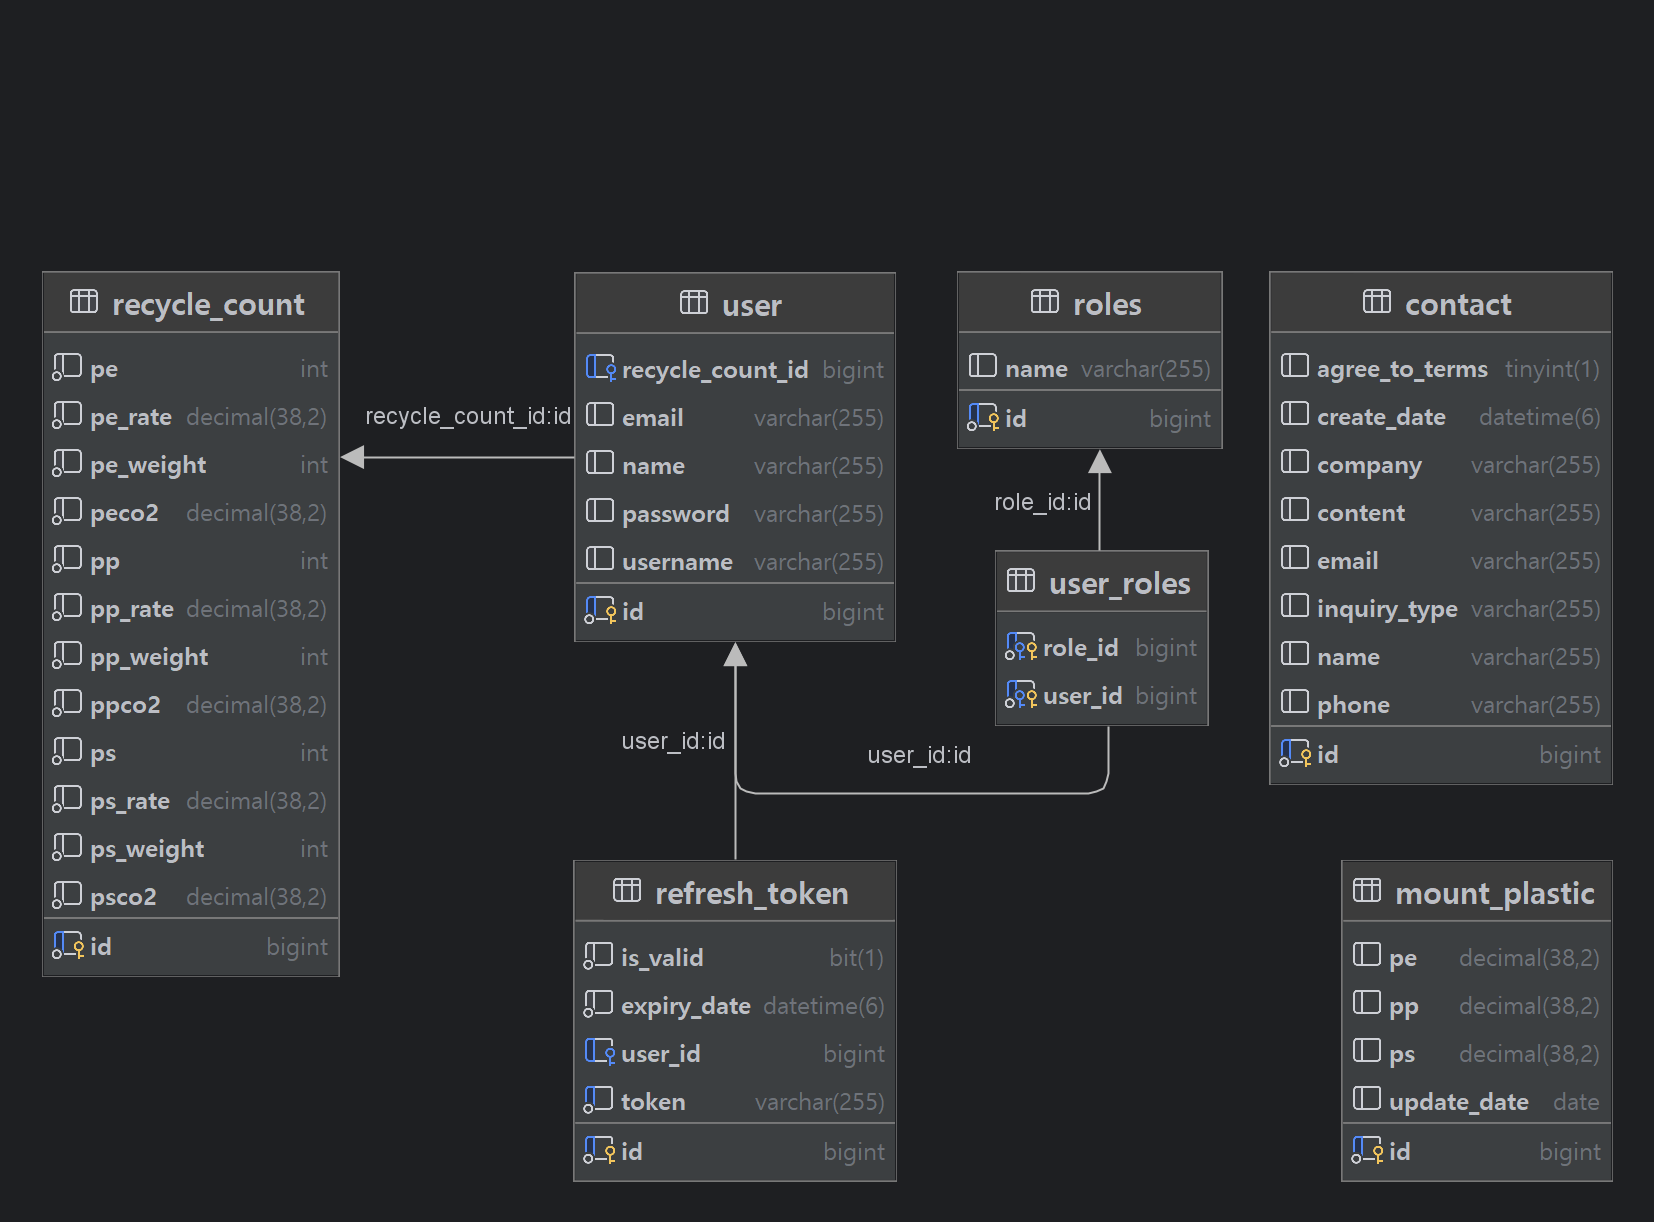 recycle_count
pe int
pe_rate decimal(38,2)
pe_weight int
peco2 decimal(38,2)
pp int
pp_rate decimal(38,2)
pp_weight int
ppco2 decimal(38,2)
ps int
ps_rate decimal(38,2)
ps_weight int
psco2 decimal(38,2)
id bigint
recycle_count_id:id
user
recycle_count_id bigint
email varchar(255)
name varchar(255)
password varchar(255)
username varchar(255)
id bigint
roles
name varchar(255)
id bigint
role_id:id
user_roles
role_id bigint
user_id bigint
user_id:id
user_id:id
refresh_token
is_valid bit(1)
expiry_date datetime(6)
user_id bigint
token varchar(255)
id bigint
contact
agree_to_terms tinyint(1)
create_date datetime(6)
company varchar(255)
content varchar(255)
email varchar(255)
inquiry_type varchar(255)
name varchar(255)
phone varchar(255)
id bigint
mount_plastic
pe decimal(38,2)
pp decimal(38,2)
ps decimal(38,2)
update_date date
id bigint